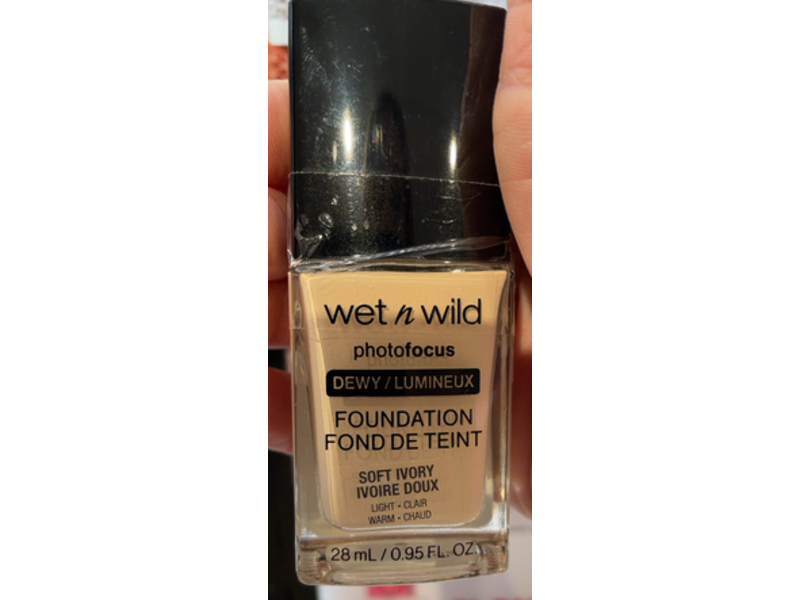 wet n wild
photofocus
DEWY / LUMINEUX
FOUNDATION
FOND DE TEINT
SOFT IVORY
IVOIRE DOUX
LIGHT • CLAIR
WARM • CHAUD
28 mL / 0.95 FL. OZ.